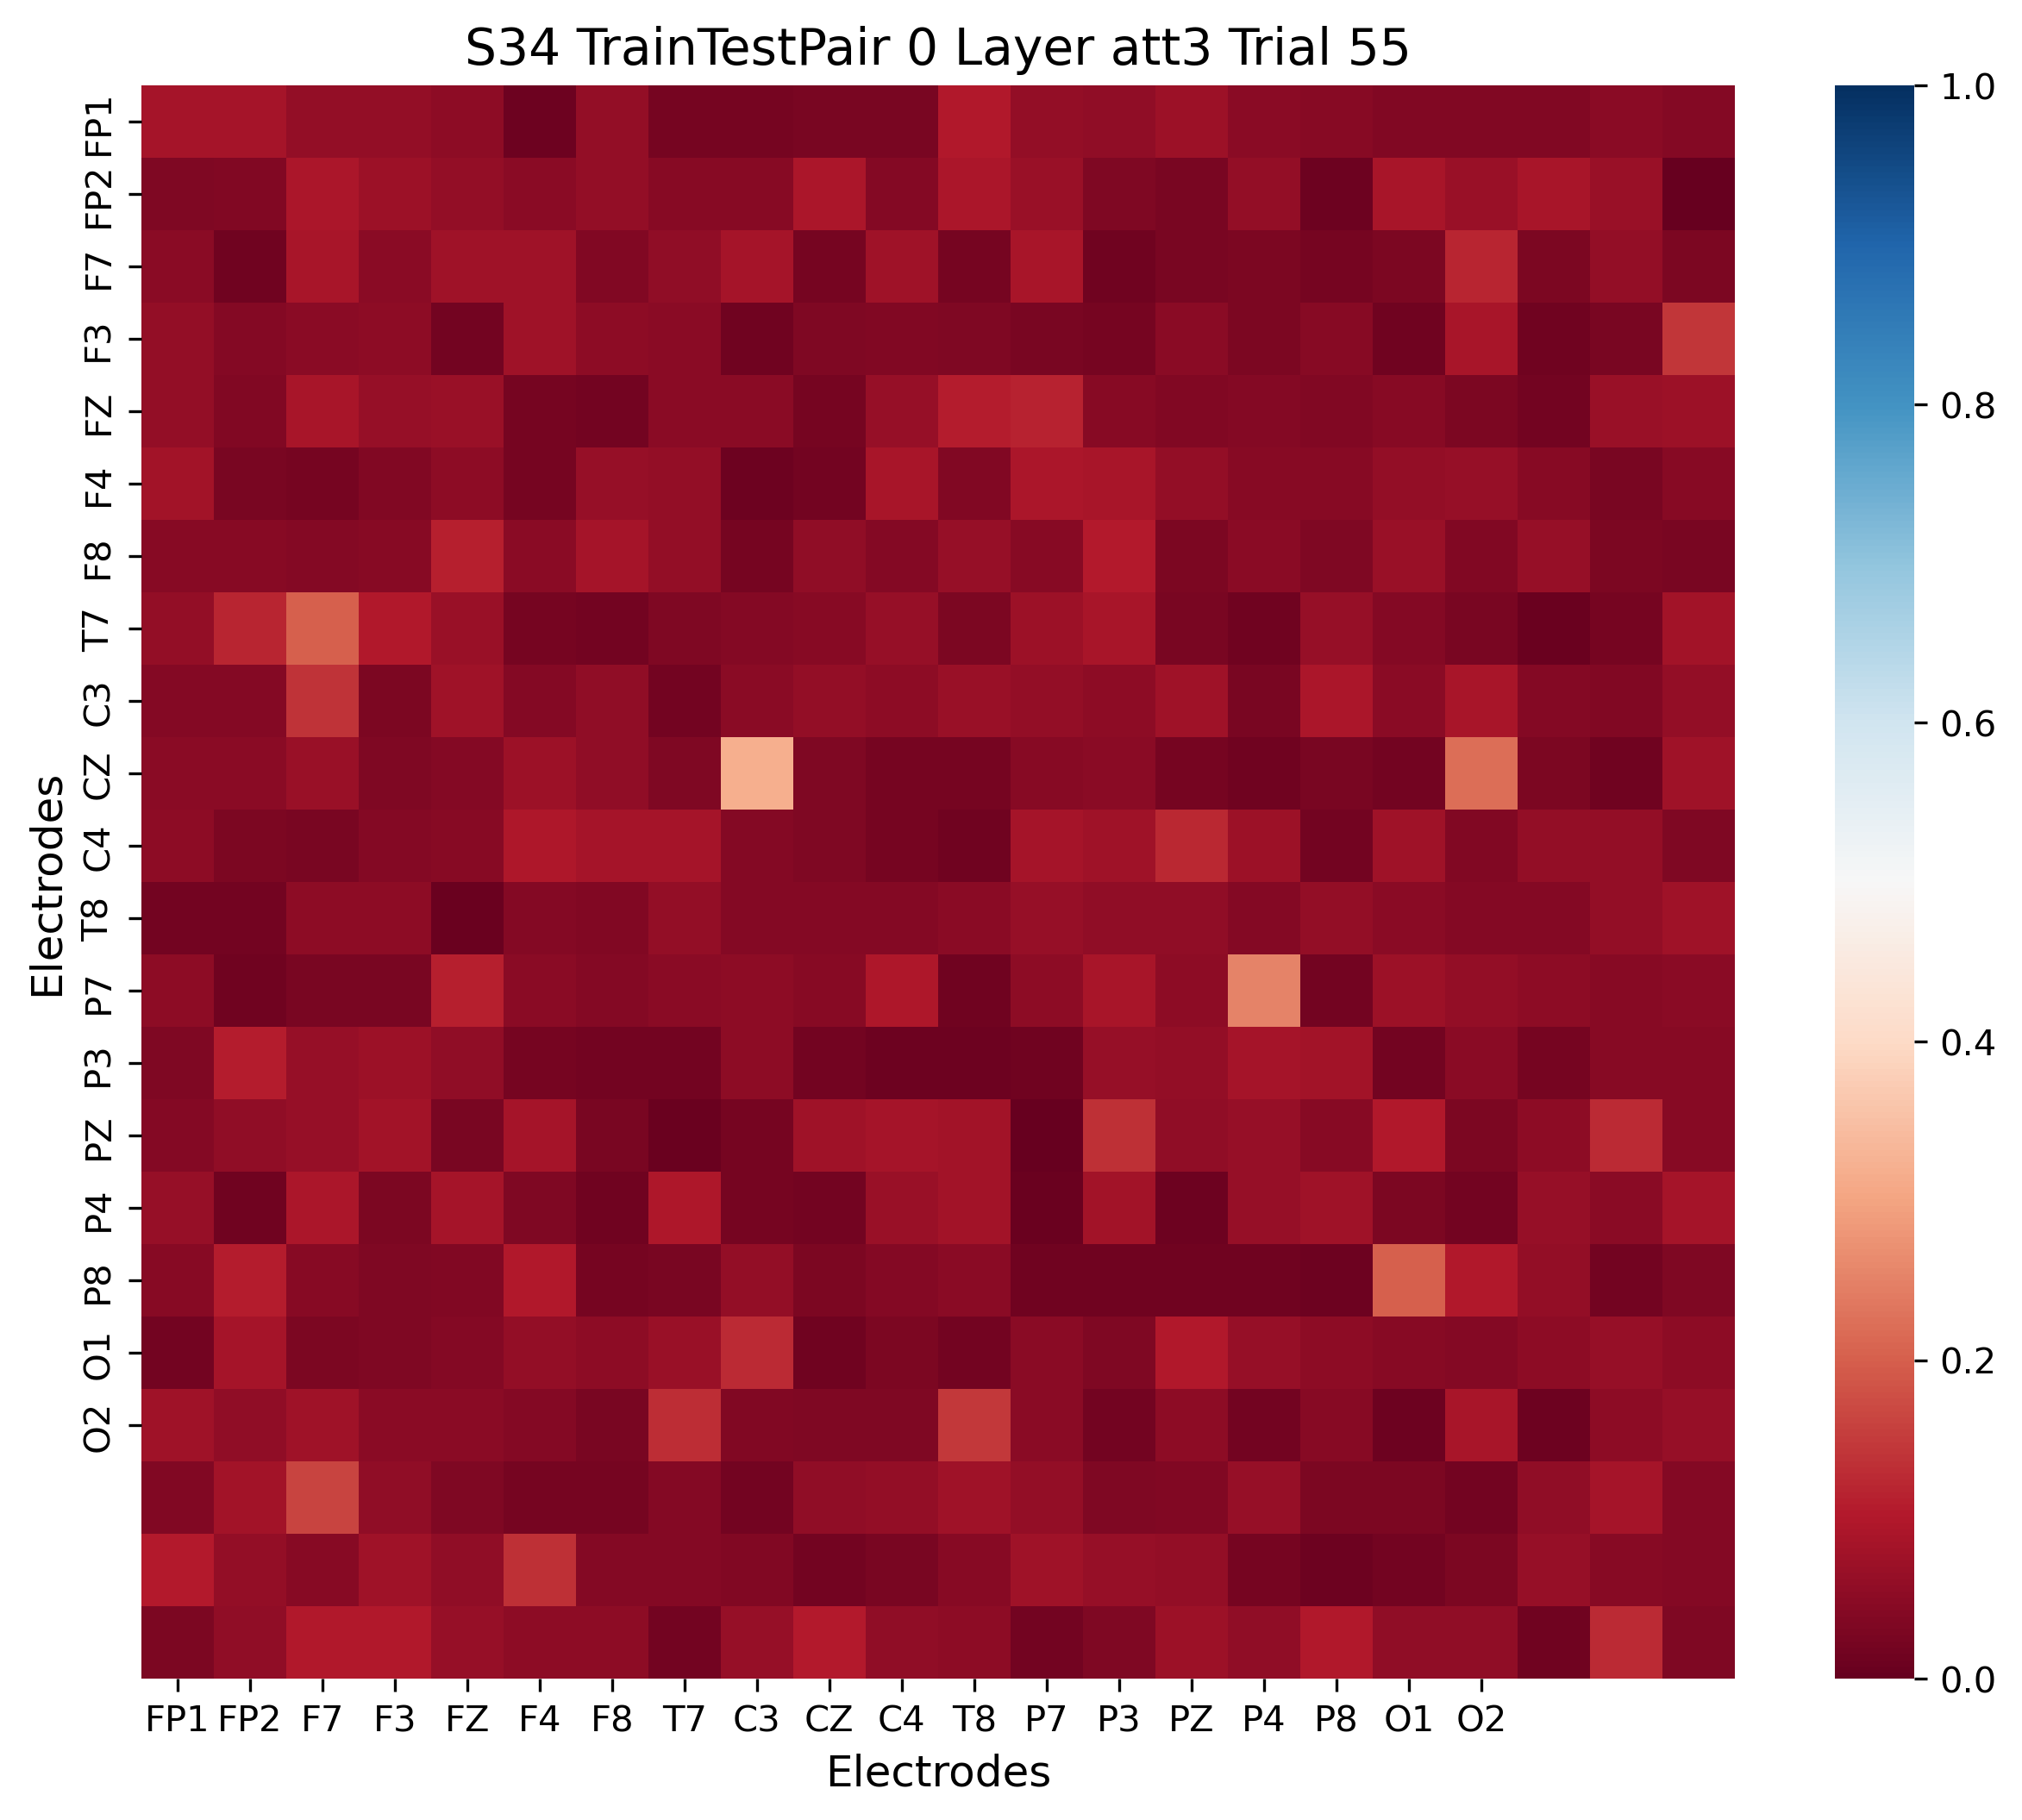 S34 TrainTestPair 0 Layer att3 Trial 55
Electrodes
FP1
FP2
F7
F3
FZ
F4
F8
T7
C3
CZ
C4
T8
P7
P3
PZ
P4
P8
O1
O2
FP1 FP2 F7 F3 FZ F4 F8 T7 C3 CZ C4 T8 P7 P3 PZ P4 P8 O1 O2
Electrodes
1.0
0.8
0.6
0.4
0.2
0.0